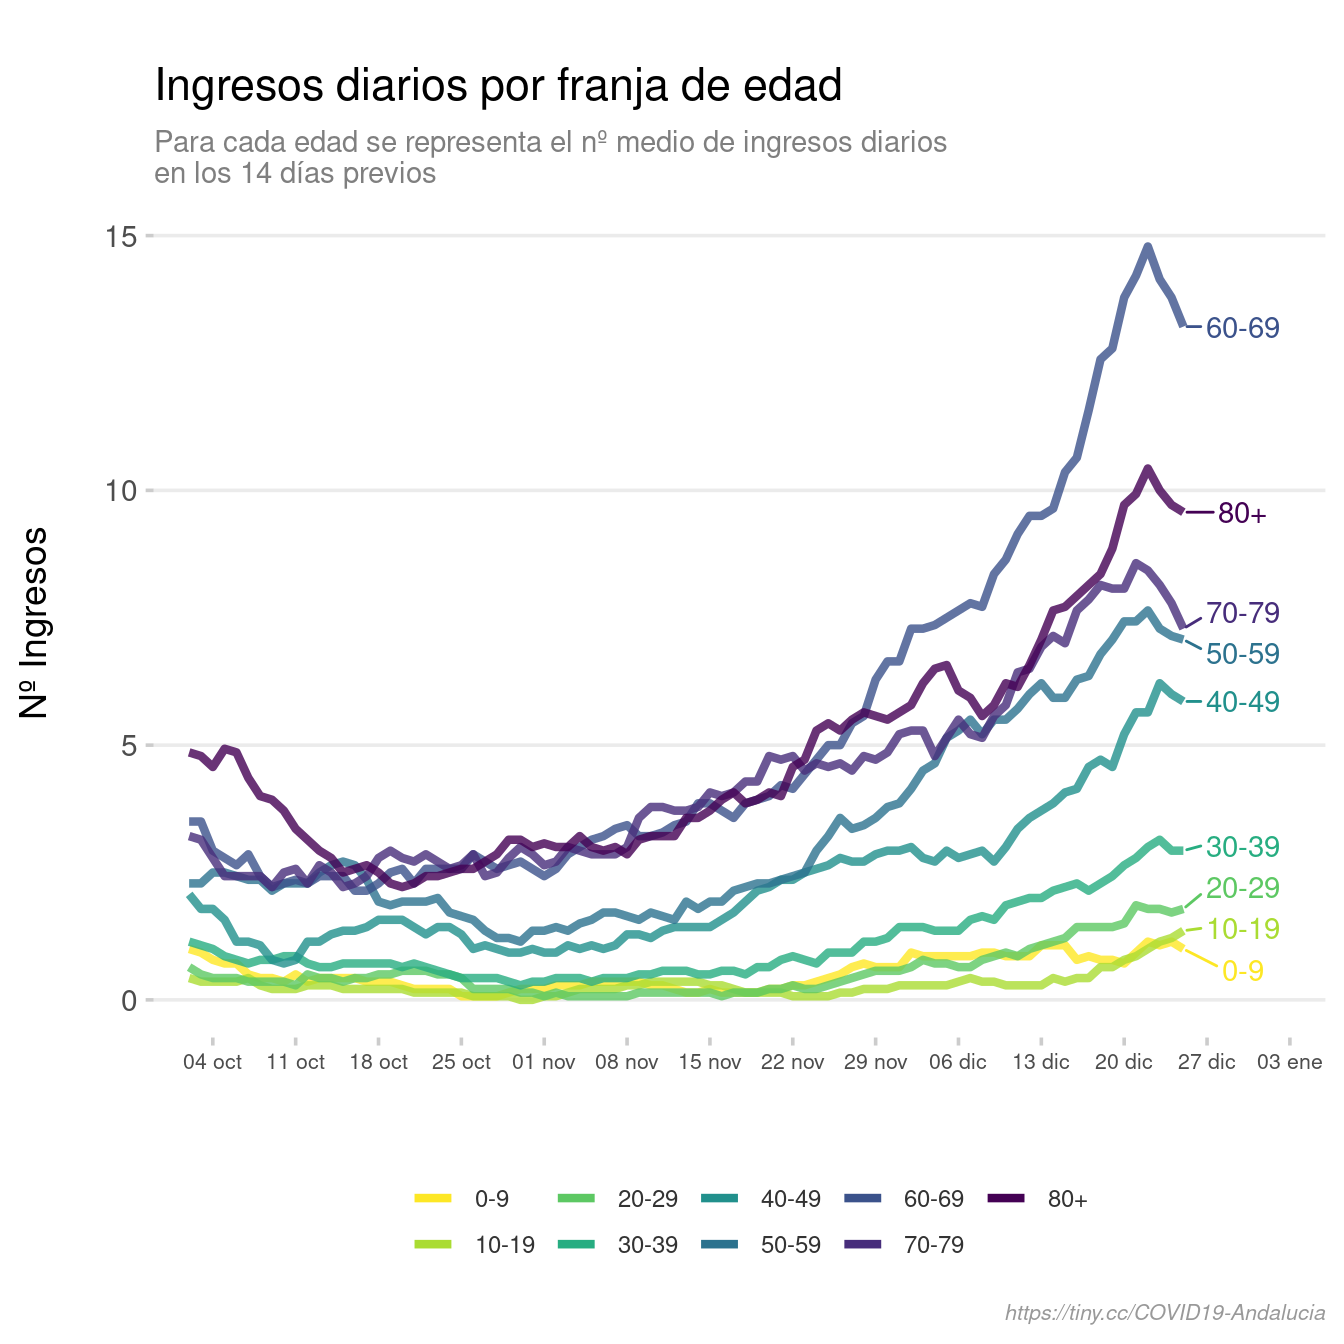 Ingresos diarios por franja de edad
Para cada edad se representa el nº medio de ingresos diarios
en los 14 días previos
Nº Ingresos
15
10
5
0
60-69
80+
70-79
50-59
40-49
30-39
20-29
10-19
0-9
04 oct 11 oct 18 oct 25 oct 01 nov 08 nov 15 nov 22 nov 29 nov 06 dic 13 dic 20 dic 27 dic 03 ene
0-9 20-29 40-49 60-69 80+
10-19 30-39 50-59 70-79
https://tiny.cc/COVID19-Andalucia